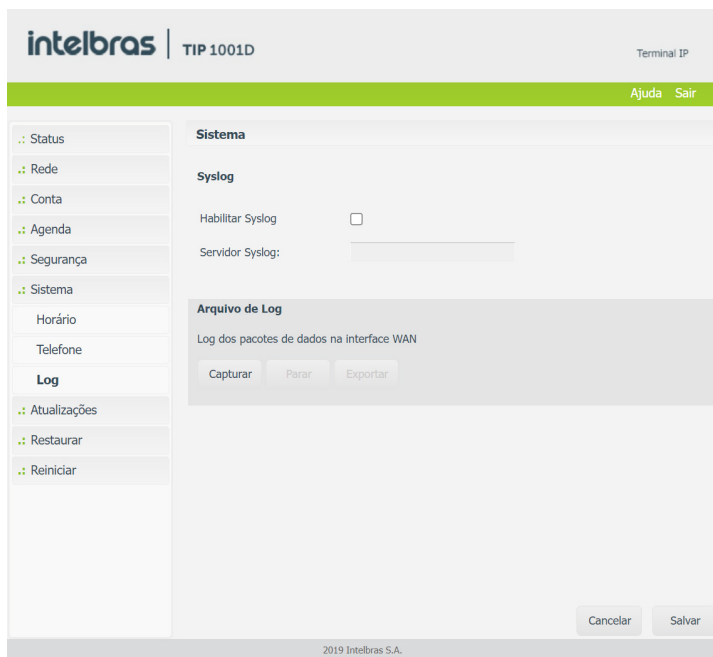 intelbras TIP 1001D
Terminal IP
Ajuda Sair
.: Status
.: Rede
.: Conta
.: Agenda
.: Segurança
.: Sistema
Horário
Telefone
Log
.: Atualizações
.: Restaurar
.: Reiniciar
Sistema
Syslog
Habilitar Syslog
Servidor Syslog:
Arquivo de Log
Log dos pacotes de dados na interface WAN
Capturar Parar Exportar
Cancelar Salvar
2019 Intelbras S.A.